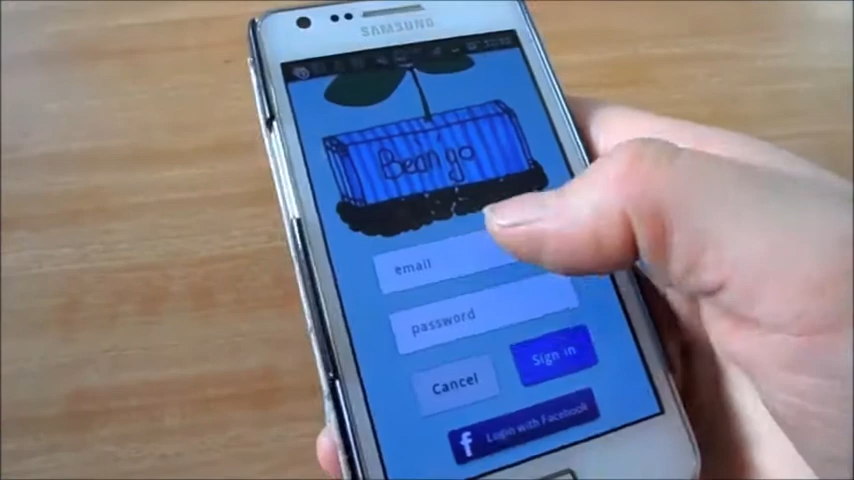 SAMSUNG
Bean go
email
password
Cancel
Sign in
f Login with Facebook